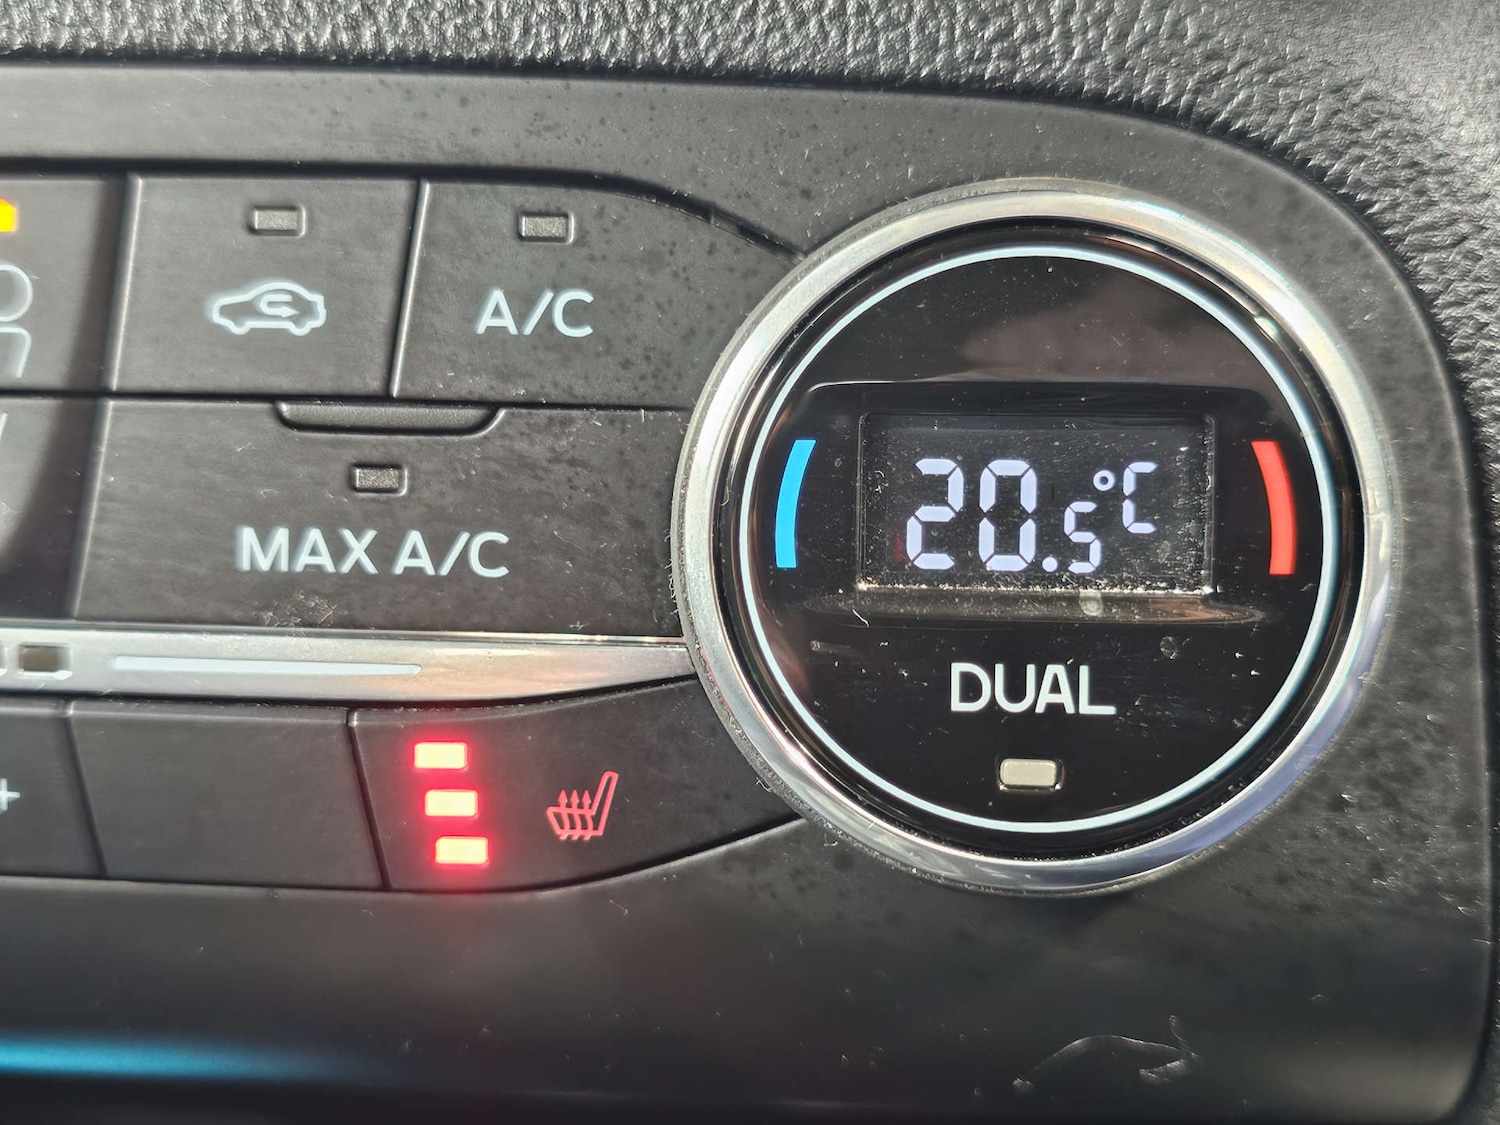 A/C
MAX A/C
20.5°C
DUAL
+